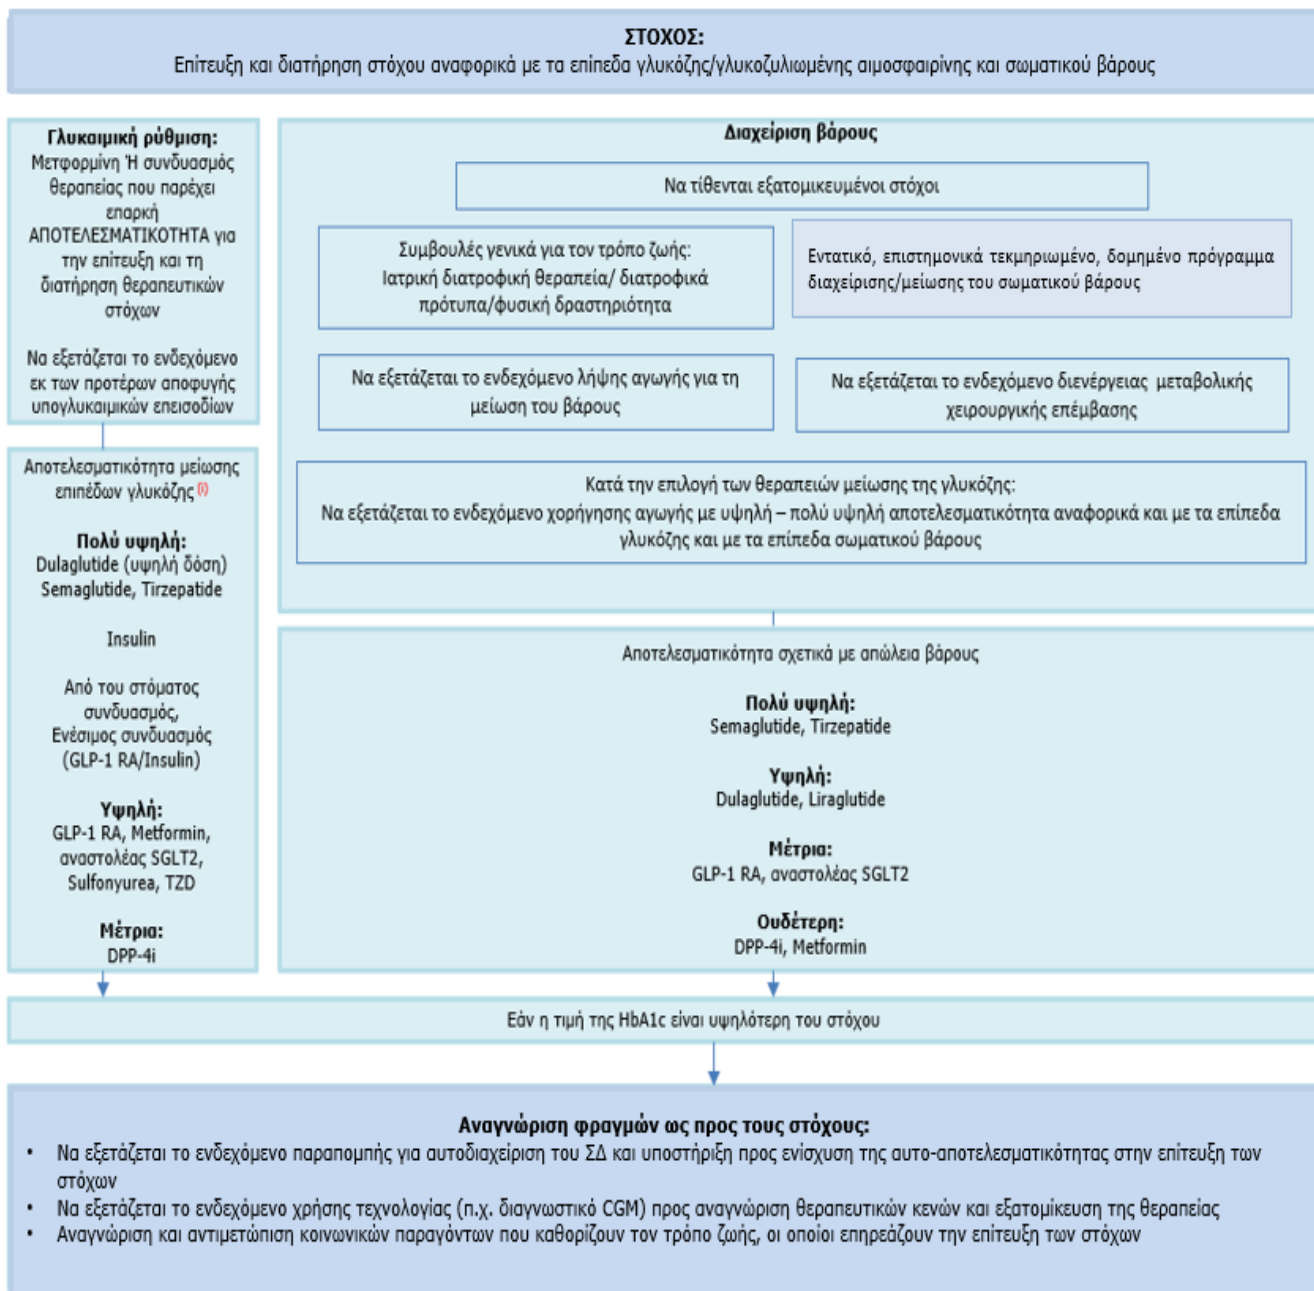 ΣΤΟΧΟΣ:
Επίτευξη και διατήρηση στόχου αναφορικά με τα επίπεδα γλυκόζης/γλυκοζυλιωμένης αιμοσφαιρίνης και σωματικού βάρους
Γλυκαιμική ρύθμιση:
Μετφορμίνη Ή συνδυασμός
θεραπείας που παρέχει
επαρκή
ΑΠΟΤΕΛΕΣΜΑΤΙΚΟΤΗΤΑ για
την επίτευξη και τη
διατήρηση θεραπευτικών
στόχων
Να εξετάζεται το ενδεχόμενο
εκ των προτέρων αποφυγής
υπογλυκαιμικών επεισοδίων
Αποτελεσματικότητα μείωσης
επιπέδων γλυκόζης (i)
Πολύ υψηλή:
Dulaglutide (υψηλή δόση)
Semaglutide, Tirzepatide
Insulin
Από του στόματος
συνδυασμός,
Ενέσιμος συνδυασμός
(GLP-1 RA/Insulin)
Υψηλή:
GLP-1 RA, Metformin,
αναστολέας SGLT2,
Sulfonyurea, TZD
Μέτρια:
DPP-4i
Διαχείριση βάρους
Να τίθενται εξατομικευμένοι στόχοι
Συμβουλές γενικά για τον τρόπο ζωής:
Ιατρική διατροφική θεραπεία/ διατροφικά
πρότυπα/φυσική δραστηριότητα
Εντατικό, επιστημονικά τεκμηριωμένο, δομημένο πρόγραμμα
διαχείρισης/μείωσης του σωματικού βάρους
Να εξετάζεται το ενδεχόμενο λήψης αγωγής για τη
μείωση του βάρους
Να εξετάζεται το ενδεχόμενο διενέργειας μεταβολικής
χειρουργικής επέμβασης
Κατά την επιλογή των θεραπειών μείωσης της γλυκόζης:
Να εξετάζεται το ενδεχόμενο χορήγησης αγωγής με υψηλή – πολύ υψηλή αποτελεσματικότητα αναφορικά και με τα επίπεδα
γλυκόζης και με τα επίπεδα σωματικού βάρους
Αποτελεσματικότητα σχετικά με απώλεια βάρους
Πολύ υψηλή:
Semaglutide, Tirzepatide
Υψηλή:
Dulaglutide, Liraglutide
Μέτρια:
GLP-1 RA, αναστολέας SGLT2
Ουδέτερη:
DPP-4i, Metformin
Εάν η τιμή της HbA1c είναι υψηλότερη του στόχου
Αναγνώριση φραγμών ως προς τους στόχους:
• Να εξετάζεται το ενδεχόμενο παραπομπής για αυτοδιαχείριση του ΣΔ και υποστήριξη προς ενίσχυση της αυτο-αποτελεσματικότητας στην επίτευξη των
στόχων
• Να εξετάζεται το ενδεχόμενο χρήσης τεχνολογίας (π.χ. διαγνωστικό CGM) προς αναγνώριση θεραπευτικών κενών και εξατομίκευση της θεραπείας
• Αναγνώριση και αντιμετώπιση κοινωνικών παραγόντων που καθορίζουν τον τρόπο ζωής, οι οποίοι επηρεάζουν την επίτευξη των στόχων